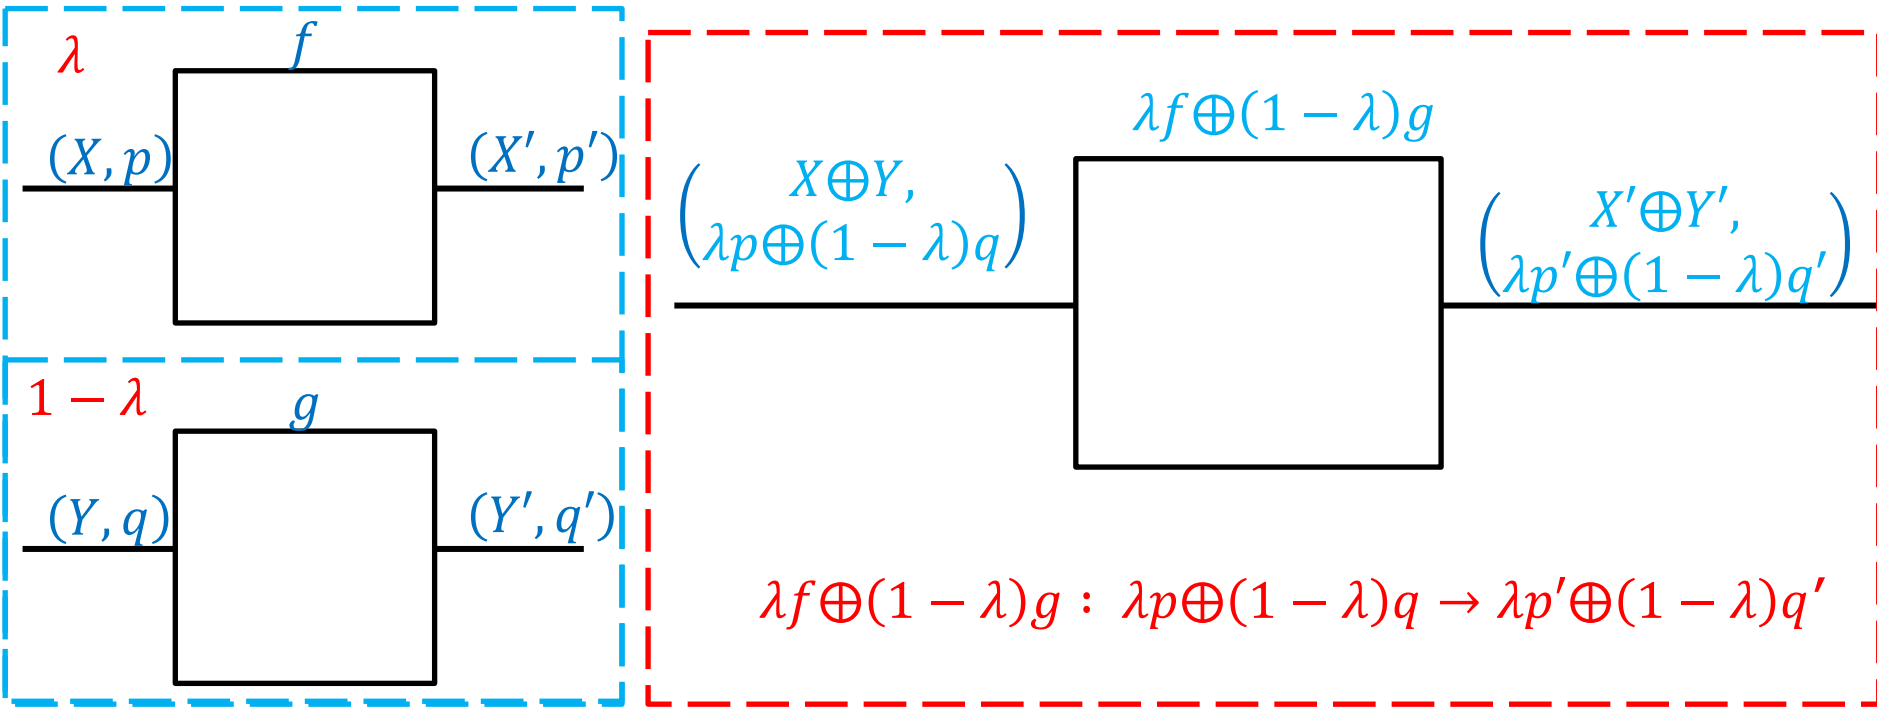 λ
f
(X, p)
(X′, p′)
1 − λ
g
(Y, q)
(Y′, q′)
λf⊕(1 − λ)g
(X⊕Y,
λp⊕(1 − λ)q)
(X′⊕Y′,
λp′⊕(1 − λ)q′)
λf⊕(1 − λ)g : λp⊕(1 − λ)q → λp′⊕(1 − λ)q′